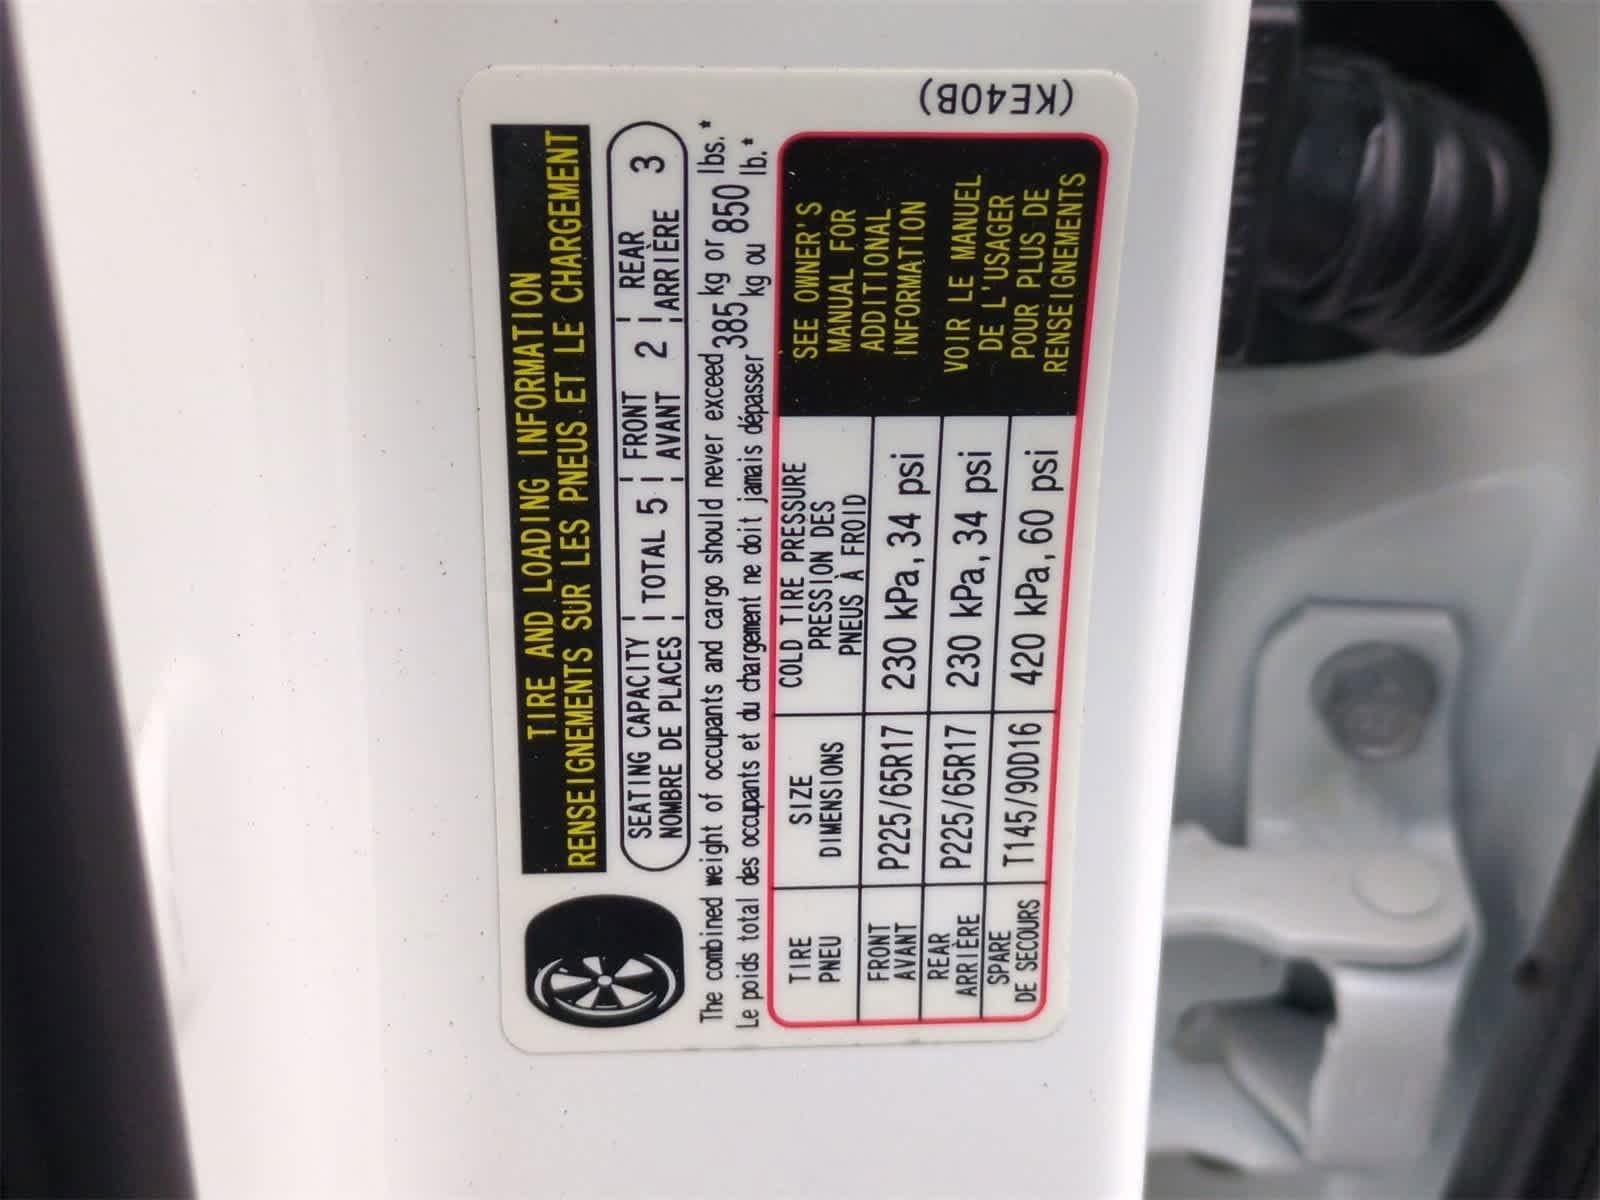 TIRE AND LOADING INFORMATION
RENSEIGNEMENTS SUR LES PNEUS ET LE CHARGEMENT
SEATING CAPACITY TOTAL 5 FRONT 2 REAR 3
NOMBRE DE PLACES AVANT ARRIÈRE
The combined weight of occupants and cargo should never exceed 385 kg or 850 lbs.*
Le poids total des occupants et du chargement ne doit jamais dépasser kg ou lb.*
TIRE SIZE COLD TIRE PRESSURE
PNEU DIMENSIONS PRESSION DES
PNEUS À FROID
FRONT P225/65R17 230 kPa, 34 psi
AVANT
REAR P225/65R17 230 kPa, 34 psi
ARRIÈRE
SPARE T145/90D16 420 kPa, 60 psi
DE SECOURS
SEE OWNER'S
MANUAL FOR
ADDITIONAL
INFORMATION
VOIR LE MANUEL
DE L'USAGER
POUR PLUS DE
RENSEIGNEMENTS
(KE40B)